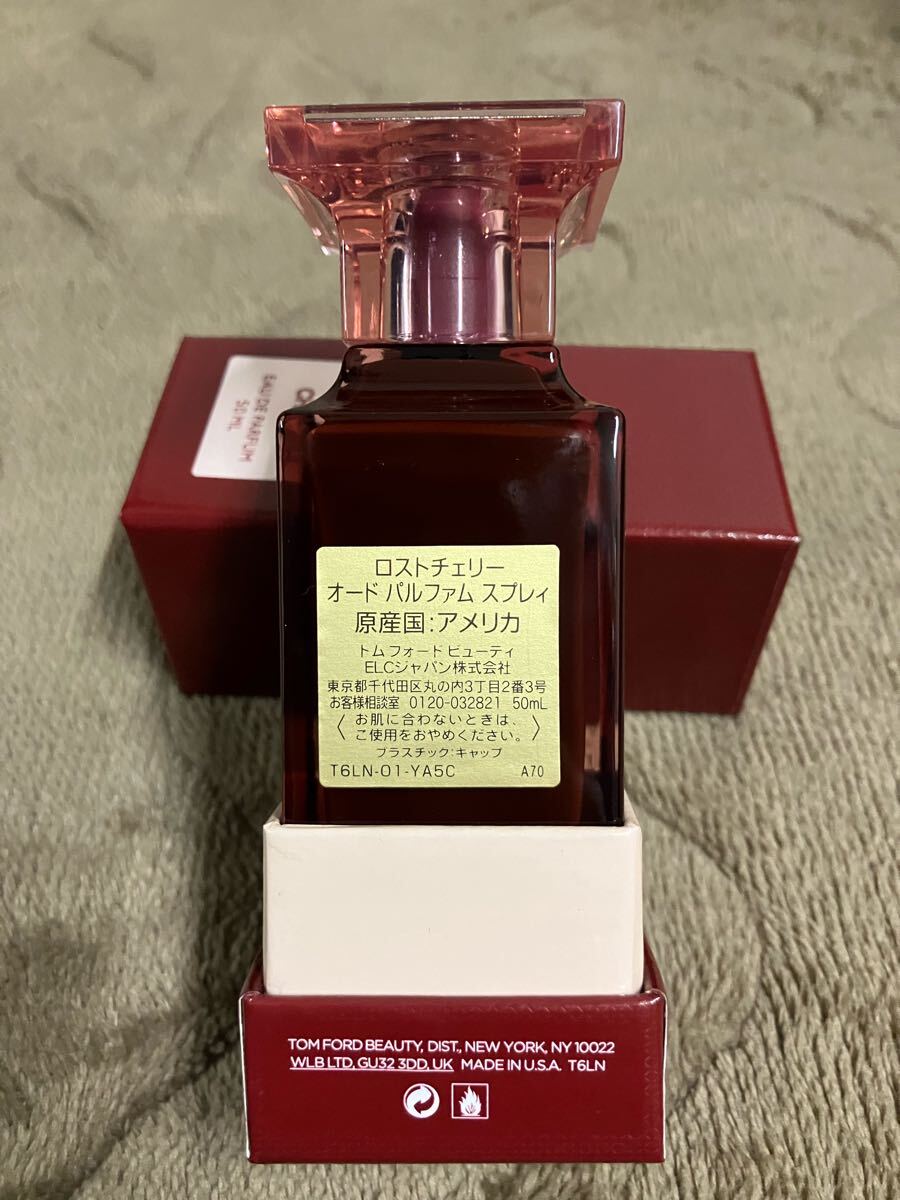 EAU DE PARFUM
50 ML
ロストチェリー
オード パルファム スプレィ
原産国:アメリカ
トム フォード ビューティ
ELCジャパン株式会社
東京都千代田区丸の内3丁目2番3号
お客様相談室 0120-032821 50mL
〈お肌に合わないときは、
ご使用をおやめください。〉
プラスチック:キャップ
T6LN-01-YA5C A70
TOM FORD BEAUTY, DIST., NEW YORK, NY 10022
WLB LTD, GU32 3DD, UK MADE IN U.S.A. T6LN